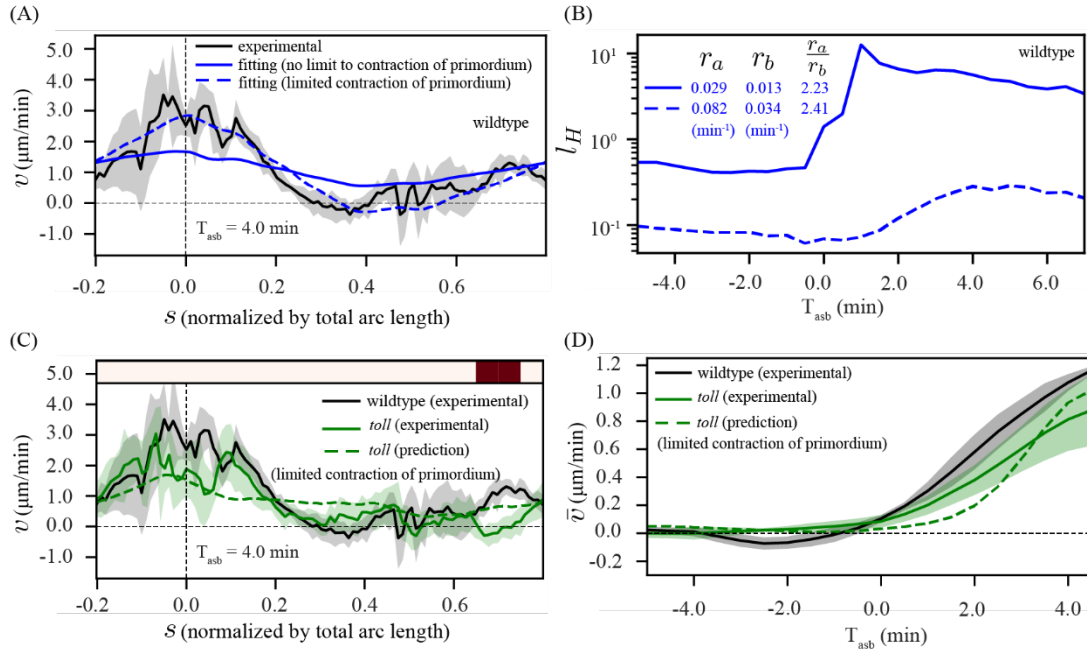 (A)
5.0
4.0
3.0
2.0
1.0
0.0
-1.0
v (μm/min)
experimental
fitting (no limit to contraction of primordium)
fitting (limited contraction of primordium)
wildtype
T_asb = 4.0 min
-0.2 0.0 0.2 0.4 0.6
s (normalized by total arc length)
(B)
10^1
10^0
10^-1
l_H
r_a r_b r_a/r_b
0.029 0.013 2.23
0.082 0.034 2.41
(min^-1) (min^-1)
wildtype
-4.0 -2.0 0.0 2.0 4.0 6.0
T_asb (min)
(C)
5.0
4.0
3.0
2.0
1.0
0.0
-1.0
v (μm/min)
wildtype (experimental)
toll (experimental)
toll (prediction)
(limited contraction of primordium)
T_asb = 4.0 min
-0.2 0.0 0.2 0.4 0.6
s (normalized by total arc length)
(D)
1.2
1.0
0.8
0.6
0.4
0.2
0.0
-0.2
v̄ (μm/min)
wildtype (experimental)
toll (experimental)
toll (prediction)
(limited contraction of primordium)
-4.0 -2.0 0.0 2.0 4.0
T_asb (min)